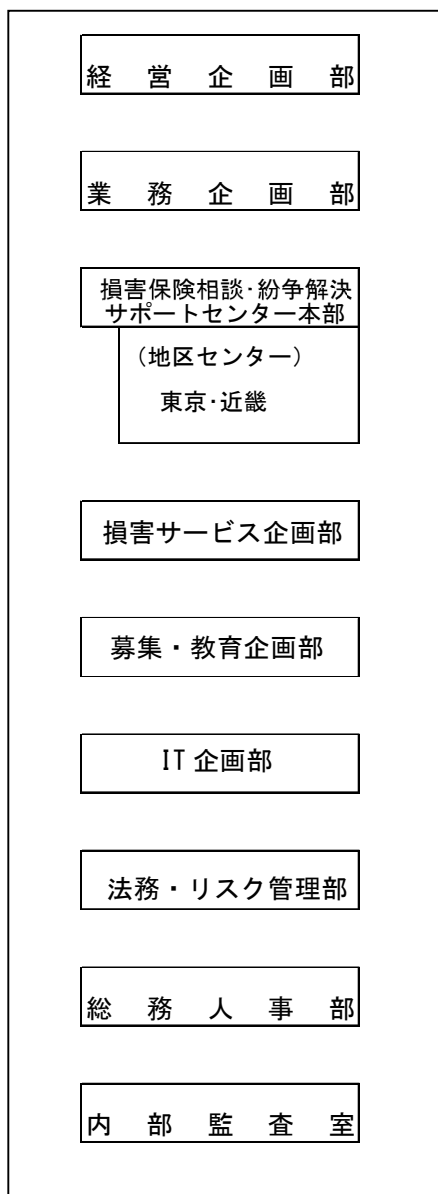 経営企画部
業務企画部
損害保険相談･紛争解決
サポートセンター本部
（地区センター）
東京･近畿
損害サービス企画部
募集・教育企画部
IT 企画部
法務・リスク管理部
総務人事部
内部監査室